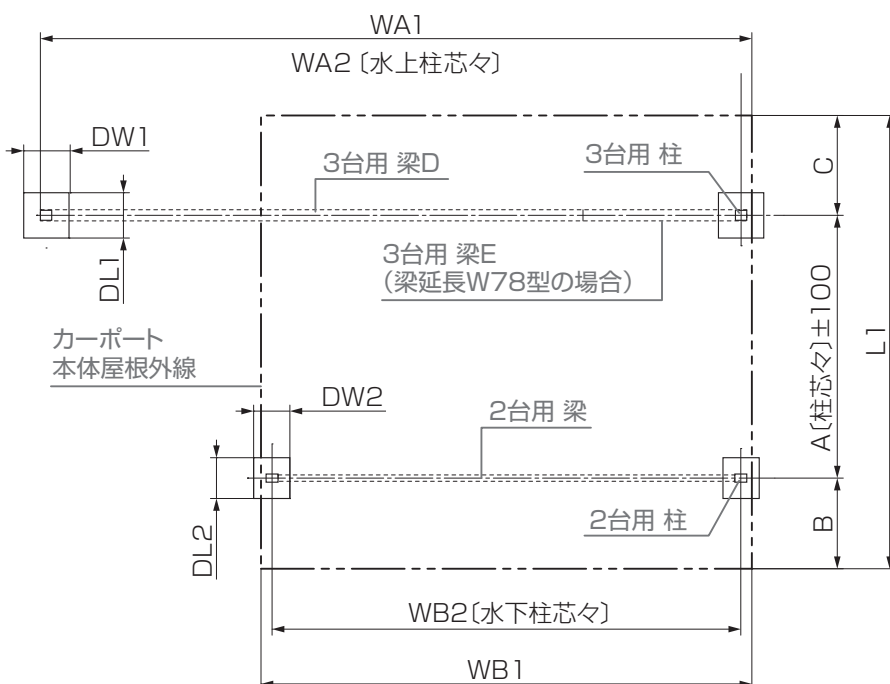 WA1
WA2〔水上柱芯々〕
DW1
3台用 梁D
3台用 柱
C
DL1
3台用 梁E
（梁延長W78型の場合）
A〔柱芯々〕±100
L1
カーポート
本体屋根外線
DW2
2台用 梁
DL2
2台用 柱
B
WB2〔水下柱芯々〕
WB1